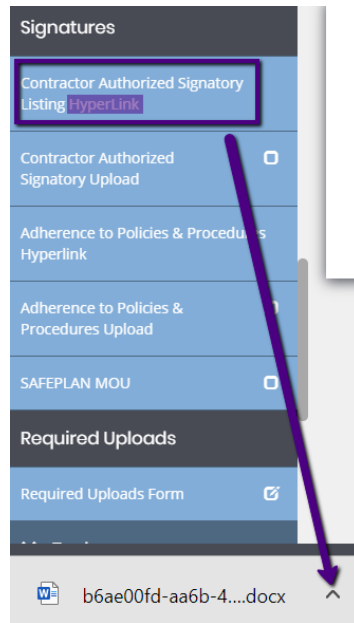 Signatures
Contractor Authorized Signatory
Listing HyperLink
Contractor Authorized
Signatory Upload
Adherence to Policies & Procedures
Hyperlink
Adherence to Policies &
Procedures Upload
SAFEPLAN MOU
Required Uploads
Required Uploads Form
b6ae00fd-aa6b-4....docx